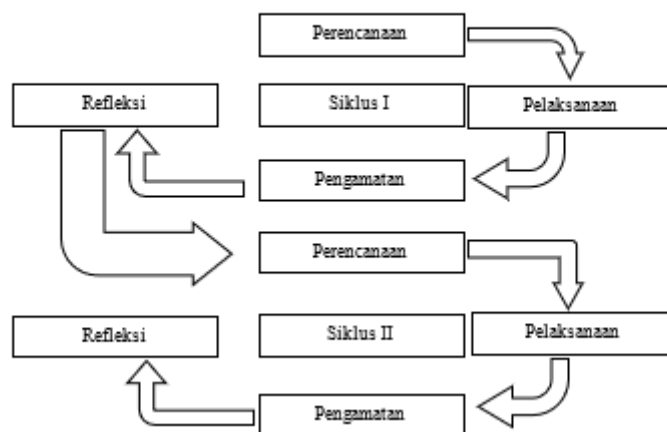 Perencanaan
Refleksi
Siklus I
Pelaksanaan
Pengamatan
Perencanaan
Refleksi
Siklus II
Pelaksanaan
Pengamatan